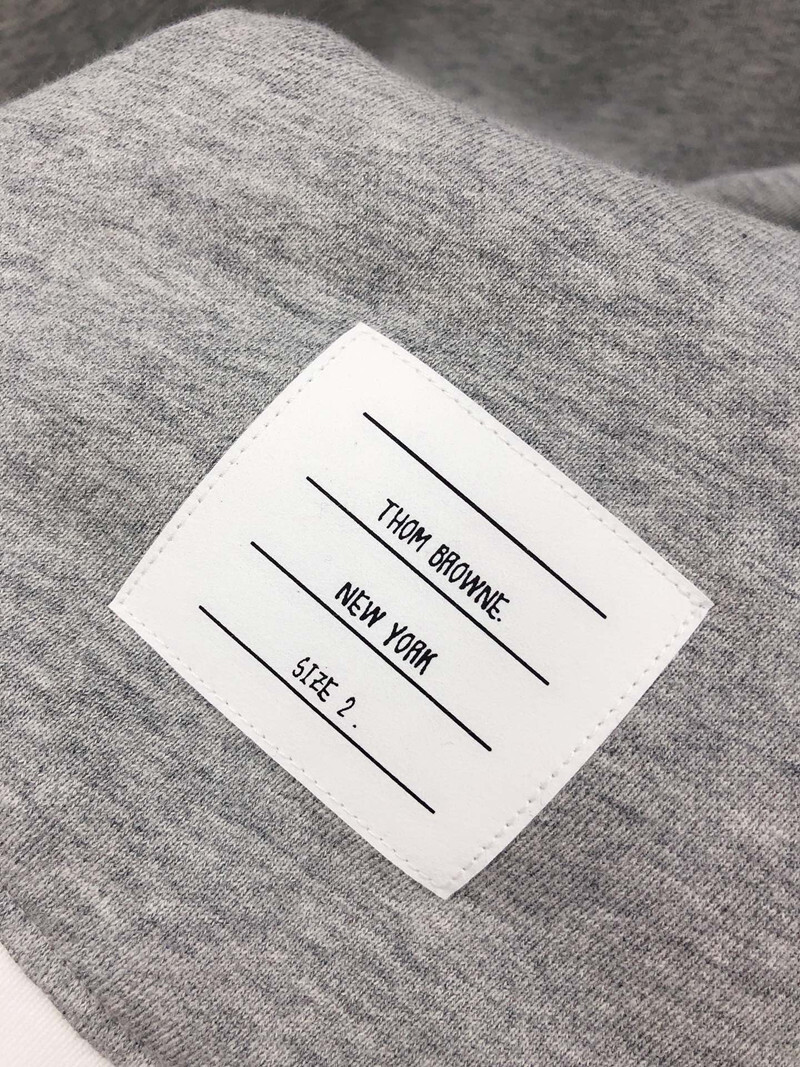 THOM BROWNE.
NEW YORK
SIZE 2.